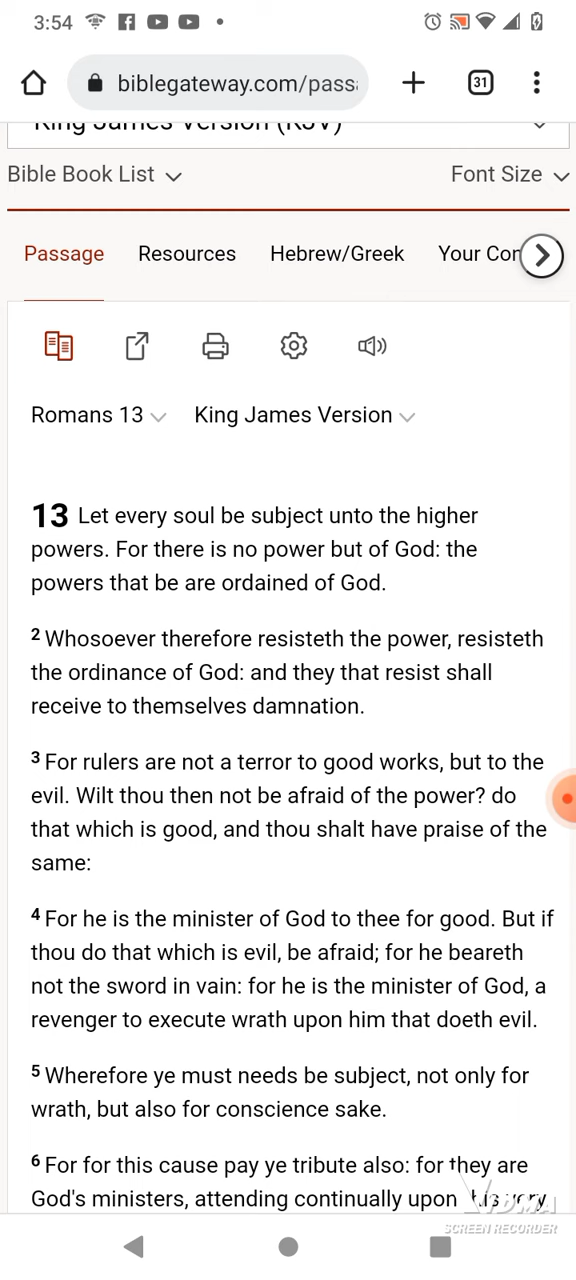 3:54
biblegateway.com/pass
31
King James Version (KJV)
Bible Book List
Font Size
Passage Resources Hebrew/Greek Your Con
Romans 13 King James Version
13 Let every soul be subject unto the higher
powers. For there is no power but of God: the
powers that be are ordained of God.
2 Whosoever therefore resisteth the power, resisteth
the ordinance of God: and they that resist shall
receive to themselves damnation.
3 For rulers are not a terror to good works, but to the
evil. Wilt thou then not be afraid of the power? do
that which is good, and thou shalt have praise of the
same:
4 For he is the minister of God to thee for good. But if
thou do that which is evil, be afraid; for he beareth
not the sword in vain: for he is the minister of God, a
revenger to execute wrath upon him that doeth evil.
5 Wherefore ye must needs be subject, not only for
wrath, but also for conscience sake.
6 For for this cause pay ye tribute also: for they are
God's ministers, attending continually upon this very
VIDMA
SCREEN RECORDER